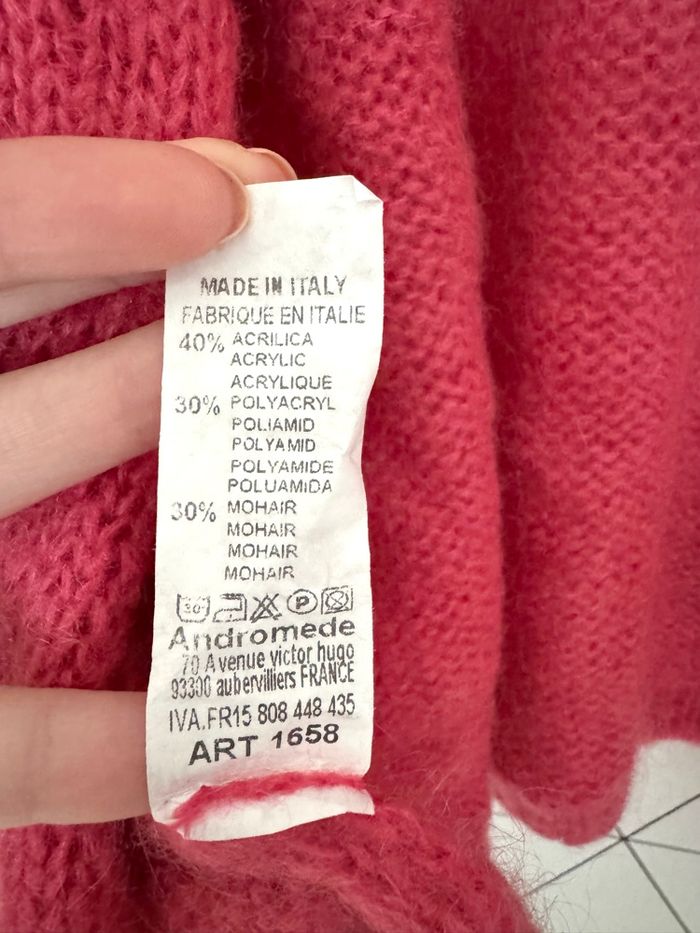 MADE IN ITALY
FABRIQUE EN ITALIE
40% ACRILICA
ACRYLIC
ACRYLIQUE
30% POLYACRYL
POLIAMID
POLYAMID
POLYAMIDE
POLUAMIDA
30% MOHAIR
MOHAIR
MOHAIR
MOHAIR
30° P
Andromede
70 Avenue victor hugo
93300 aubervilliers FRANCE
IVA.FR15 808 448 435
ART 1658